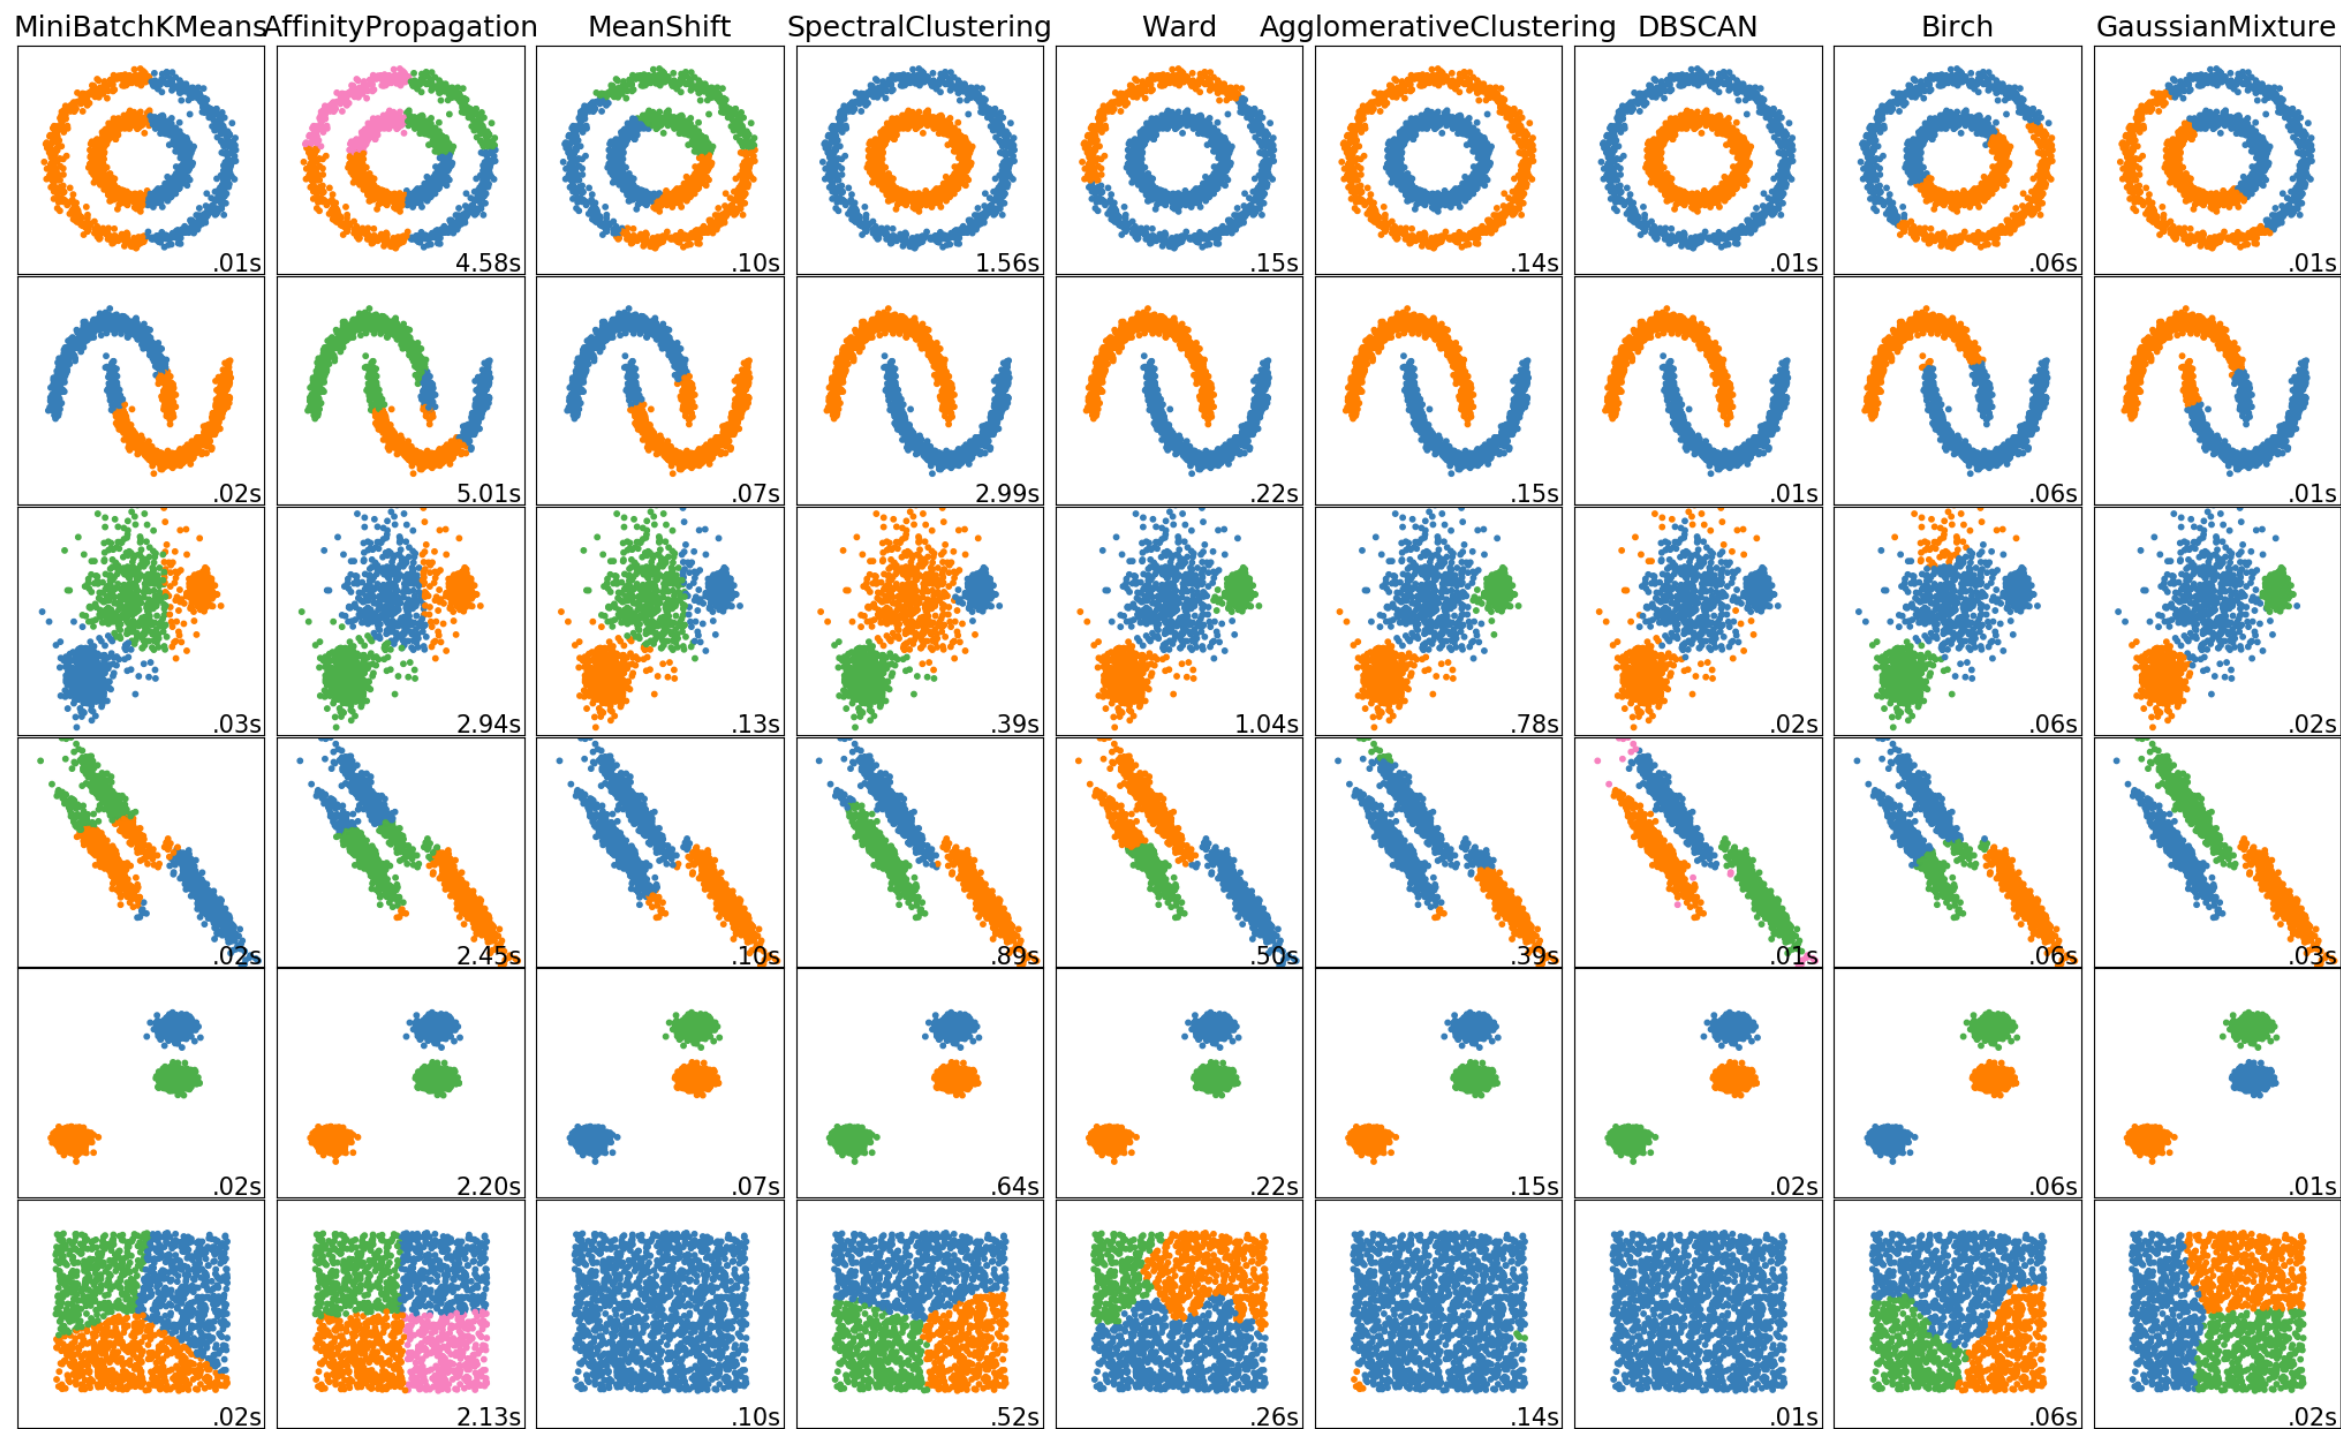 MiniBatchKMeans AffinityPropagation MeanShift SpectralClustering Ward AgglomerativeClustering DBSCAN Birch GaussianMixture
.01s 4.58s .10s 1.56s .15s .14s .01s .06s .01s
.02s 5.01s .07s 2.99s .22s .15s .01s .06s .01s
.03s 2.94s .13s .39s 1.04s .78s .02s .06s .02s
.02s 2.45s .10s .89s .50s .39s .01s .06s .03s
.02s 2.20s .07s .64s .22s .15s .02s .06s .01s
.02s 2.13s .10s .52s .26s .14s .01s .06s .02s